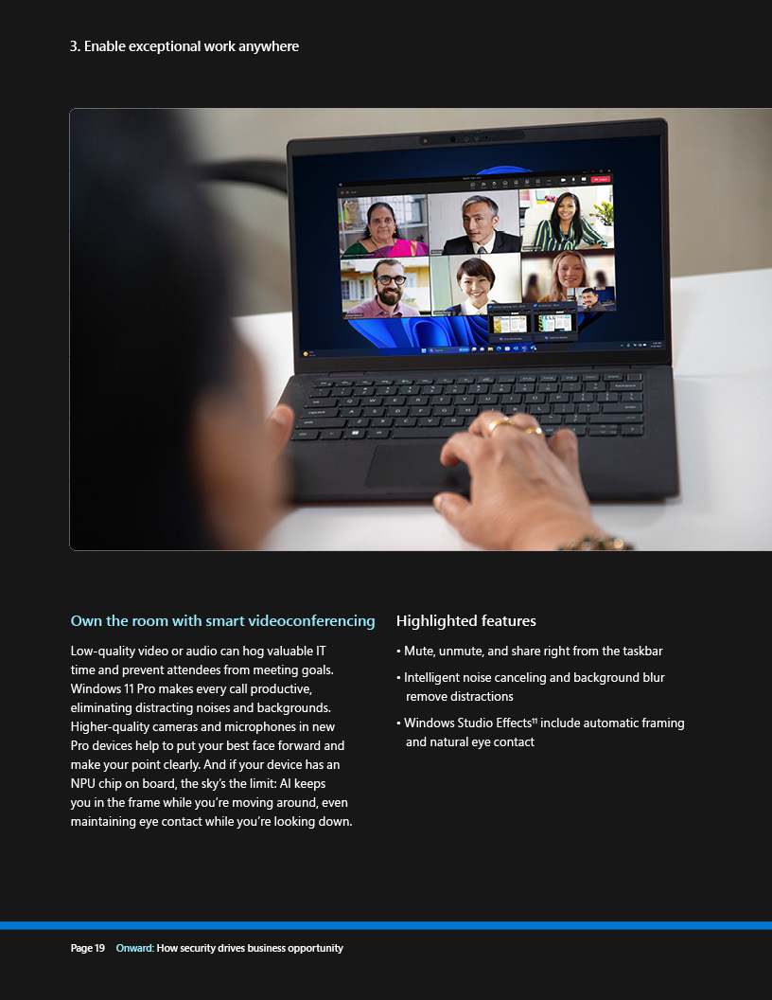 3. Enable exceptional work anywhere
Own the room with smart videoconferencing
Low-quality video or audio can hog valuable IT
time and prevent attendees from meeting goals.
Windows 11 Pro makes every call productive,
eliminating distracting noises and backgrounds.
Higher-quality cameras and microphones in new
Pro devices help to put your best face forward and
make your point clearly. And if your device has an
NPU chip on board, the sky’s the limit: AI keeps
you in the frame while you’re moving around, even
maintaining eye contact while you’re looking down.
Highlighted features
• Mute, unmute, and share right from the taskbar
• Intelligent noise canceling and background blur
remove distractions
• Windows Studio Effects¹¹ include automatic framing
and natural eye contact
Page 19 Onward: How security drives business opportunity